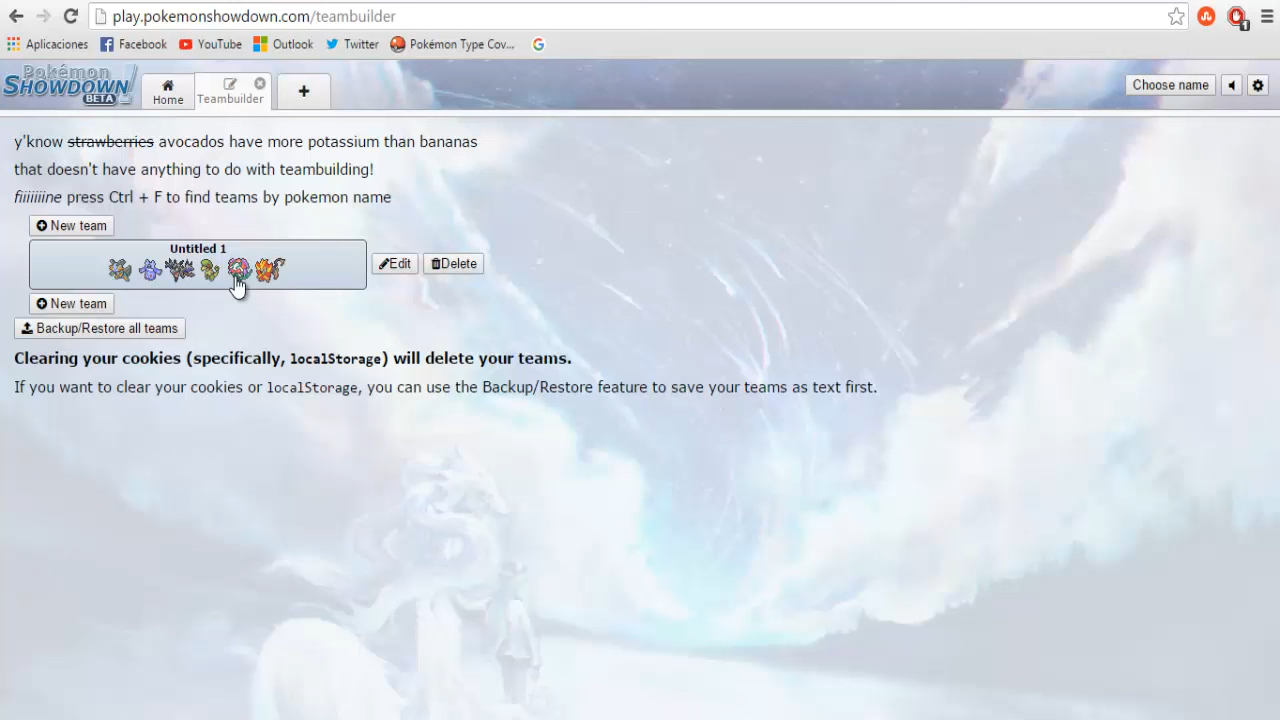 play.pokemonshowdown.com/teambuilder
1
Aplicaciones Facebook YouTube Outlook Twitter Pokémon Type Cov...
Pokémon
SHOWDOWN
BETA
Home
Teambuilder
Choose name
y'know strawberries avocados have more potassium than bananas
that doesn't have anything to do with teambuilding!
fiiiiiiine press Ctrl + F to find teams by pokemon name
New team
Untitled 1
Edit Delete
New team
Backup/Restore all teams
Clearing your cookies (specifically, localStorage) will delete your teams.
If you want to clear your cookies or localStorage, you can use the Backup/Restore feature to save your teams as text first.